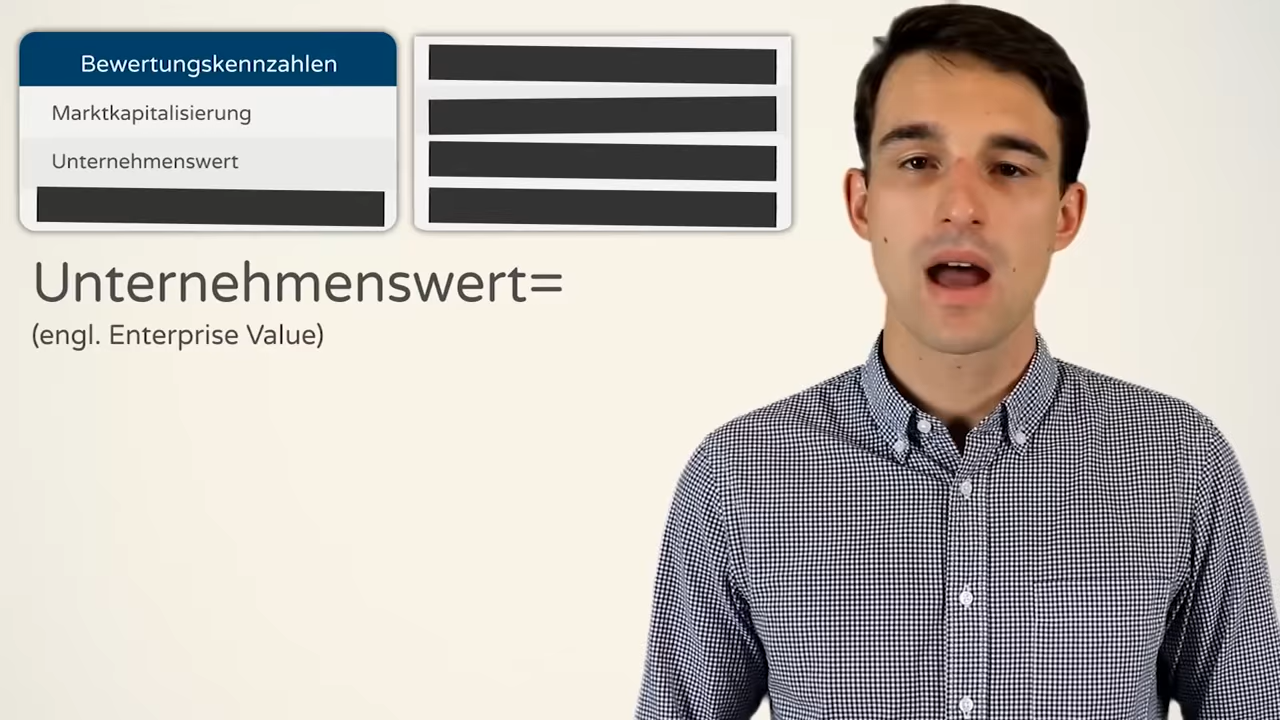 Bewertungskennzahlen
Marktkapitalisierung
Unternehmenswert
Unternehmenswert=
(engl. Enterprise Value)